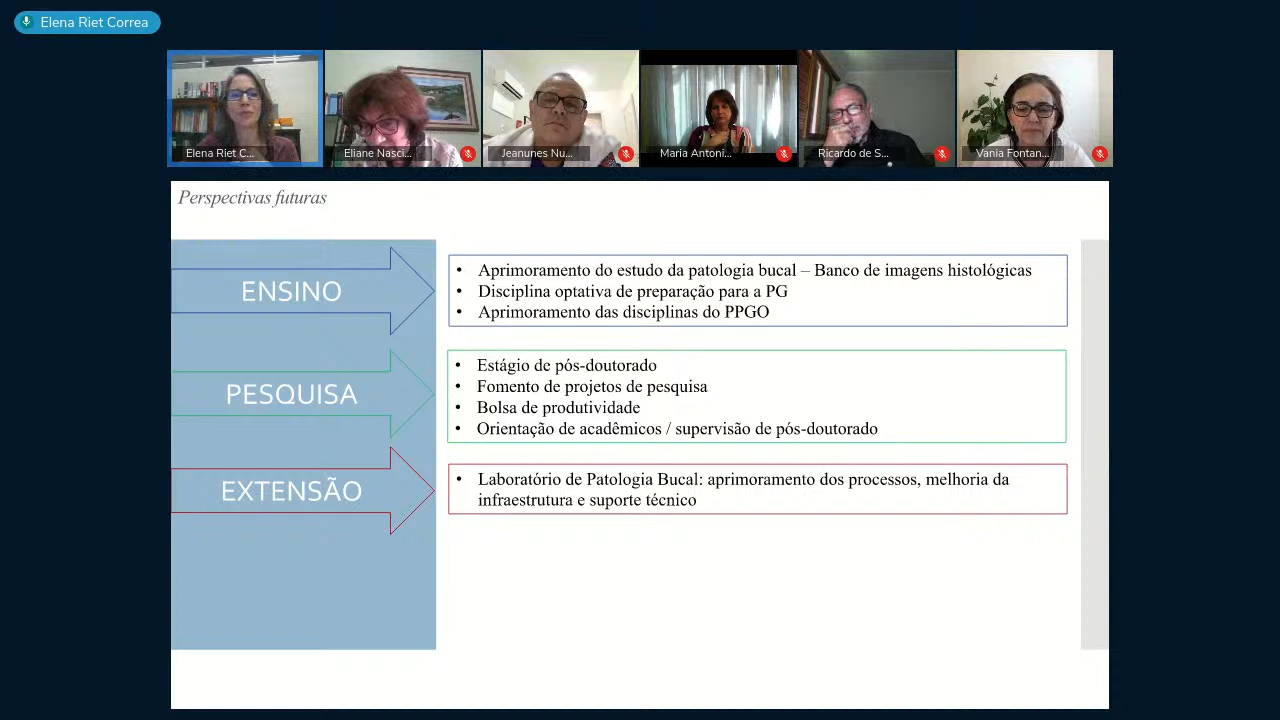 Elena Riet Correa
Elena Riet C...
Eliane Nasci...
Jeanunes Nu...
Maria Antoni...
Ricardo de S...
Vania Fontan...
Perspectivas futuras
ENSINO
• Aprimoramento do estudo da patologia bucal – Banco de imagens histológicas
• Disciplina optativa de preparação para a PG
• Aprimoramento das disciplinas do PPGO
PESQUISA
• Estágio de pós-doutorado
• Fomento de projetos de pesquisa
• Bolsa de produtividade
• Orientação de acadêmicos / supervisão de pós-doutorado
EXTENSÃO
• Laboratório de Patologia Bucal: aprimoramento dos processos, melhoria da
infraestrutura e suporte técnico